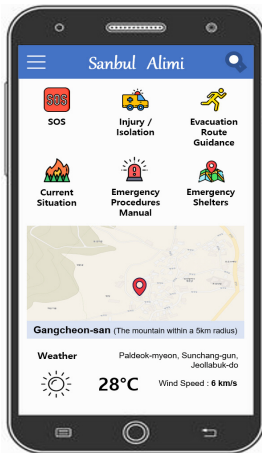 Sanbul Alimi
SOS
SOS
Injury /
Isolation
Evacuation
Route
Guidance
Current
Situation
Emergency
Procedures
Manual
Emergency
Shelters
Gangcheon-san (The mountain within a 5km radius)
Weather
Paldeok-myeon, Sunchang-gun,
Jeollabuk-do
28°C
Wind Speed : 6 km/s